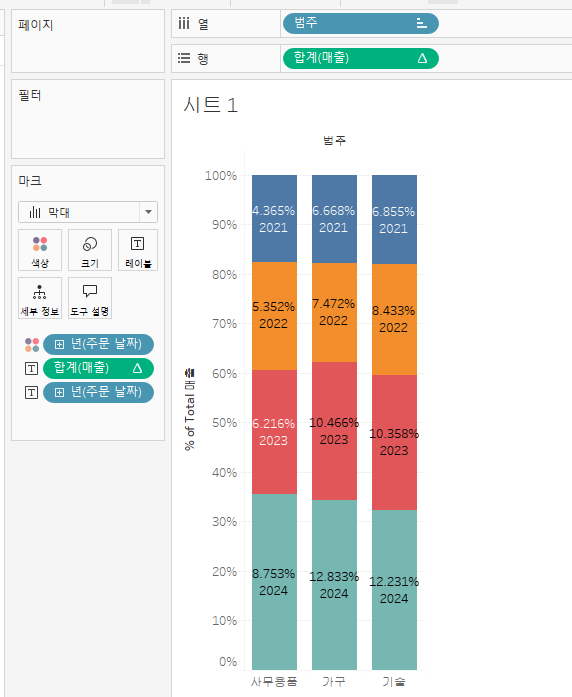 페이지
열
범주
행
합계(매출)
필터
시트 1
마크
막대
색상
크기
레이블
세부 정보
도구 설명
년(주문 날짜)
합계(매출)
년(주문 날짜)
범주
100%
90%
80%
70%
60%
50%
40%
30%
20%
10%
0%
% of Total 매출
4.365%
2021
6.668%
2021
6.855%
2021
5.352%
2022
7.472%
2022
8.433%
2022
6.216%
2023
10.466%
2023
10.358%
2023
8.753%
2024
12.833%
2024
12.231%
2024
사무용품
가구
기술